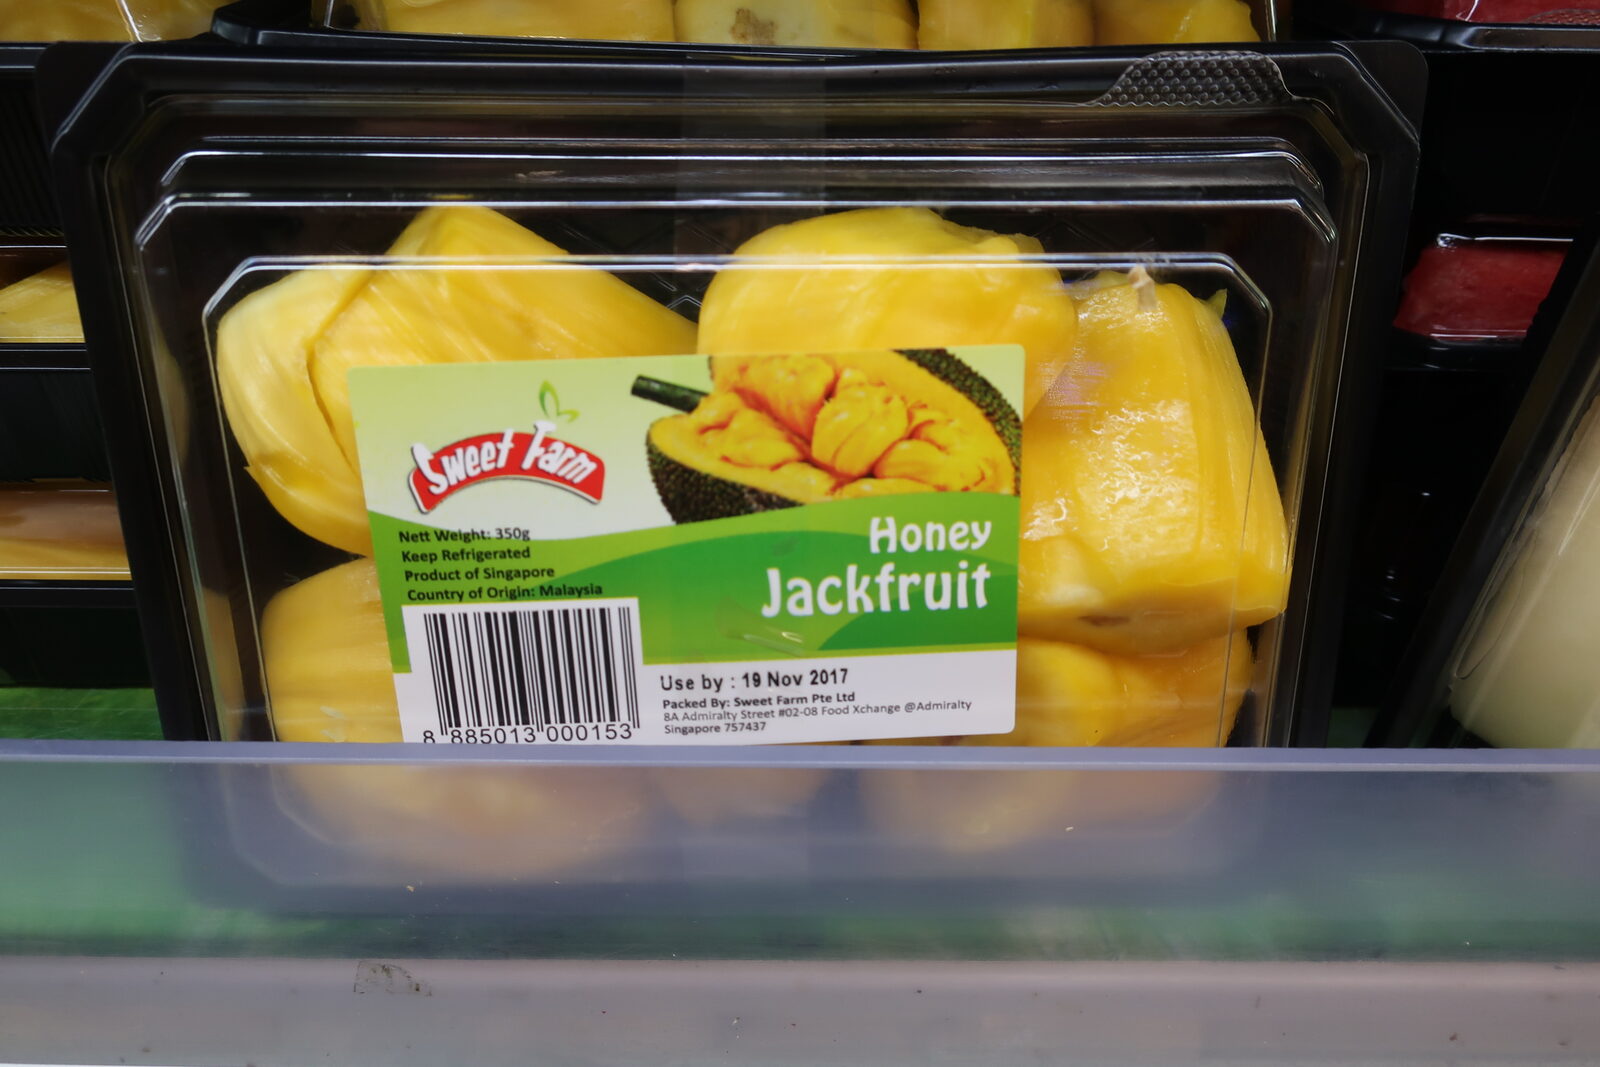 Sweet Farm
Nett Weight: 350g
Keep Refrigerated
Product of Singapore
Country of Origin: Malaysia
Honey
Jackfruit
8 885013 000153
Use by : 19 Nov 2017
Packed By: Sweet Farm Pte Ltd
8A Admiralty Street #02-08 Food Xchange @Admiralty
Singapore 757437